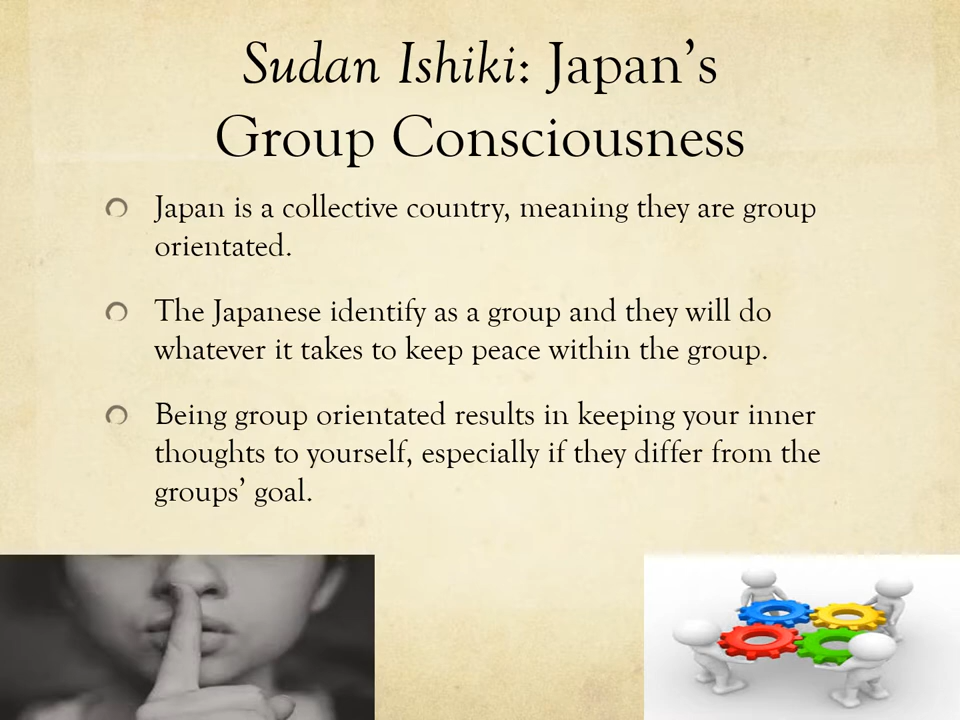 Sudan Ishiki: Japan’s
Group Consciousness
Japan is a collective country, meaning they are group
orientated.
The Japanese identify as a group and they will do
whatever it takes to keep peace within the group.
Being group orientated results in keeping your inner
thoughts to yourself, especially if they differ from the
groups’ goal.